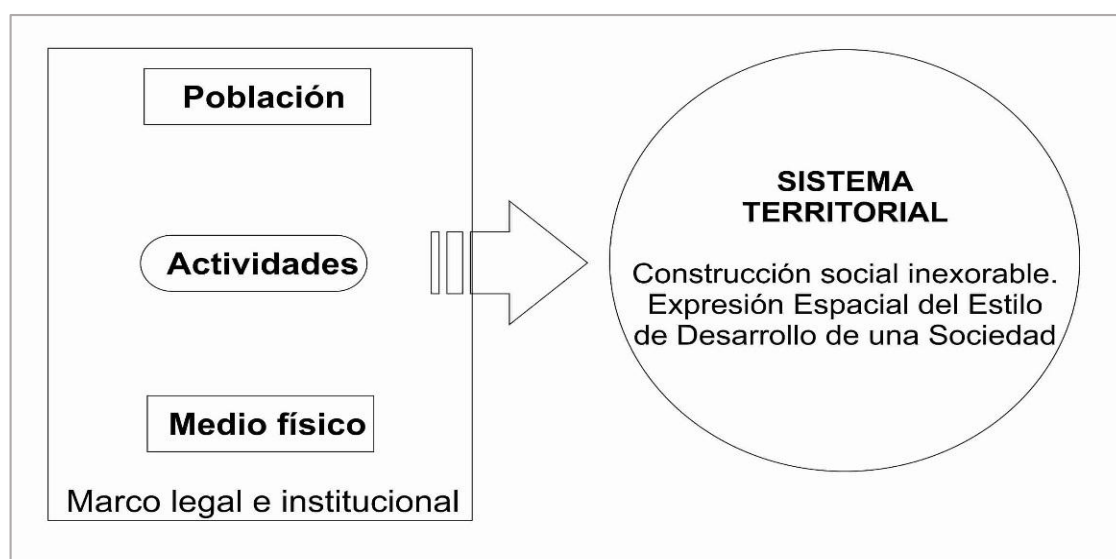 Población
Actividades
Medio físico
Marco legal e institucional
SISTEMA
TERRITORIAL
Construcción social inexorable.
Expresión Espacial del Estilo
de Desarrollo de una Sociedad